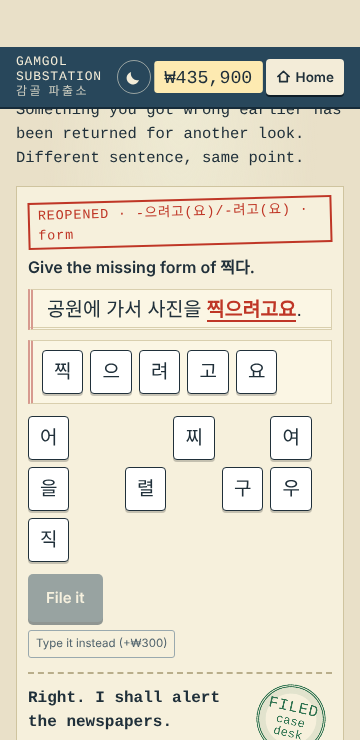 GAMGOL
SUBSTATION
감골 파출소
₩435,900
Home
Something you got wrong earlier has
been returned for another look.
Different sentence, same point.
REOPENED · -으려고(요)/-려고(요) ·
form
Give the missing form of 찍다.
공원에 가서 사진을 찍으려고요.
찍 으 려 고 요
어 찌 여
을 렬 구 우
직
File it
Type it instead (+₩300)
Right. I shall alert
the newspapers.
FILED
case
desk